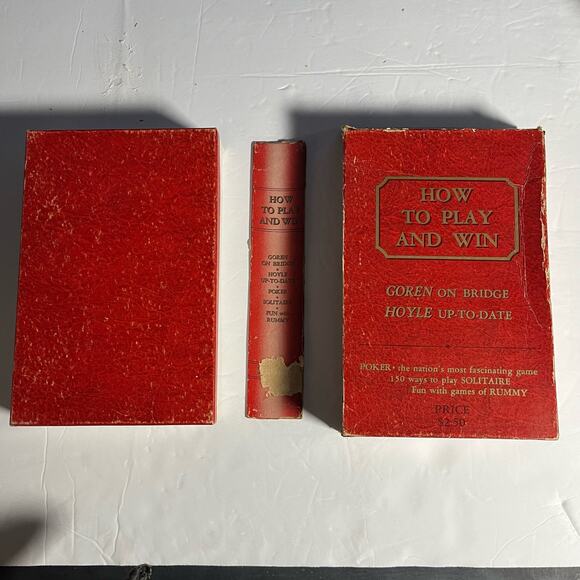 HOW
TO PLAY
AND WIN
GOREN
ON BRIDGE
HOYLE
UP-TO-DATE
POKER
SOLITAIRE
FUN with
RUMMY
HOW
TO PLAY
AND WIN
GOREN ON BRIDGE
HOYLE UP-TO-DATE
POKER • the nation's most fascinating game
150 ways to play SOLITAIRE
Fun with games of RUMMY
PRICE
$2.50